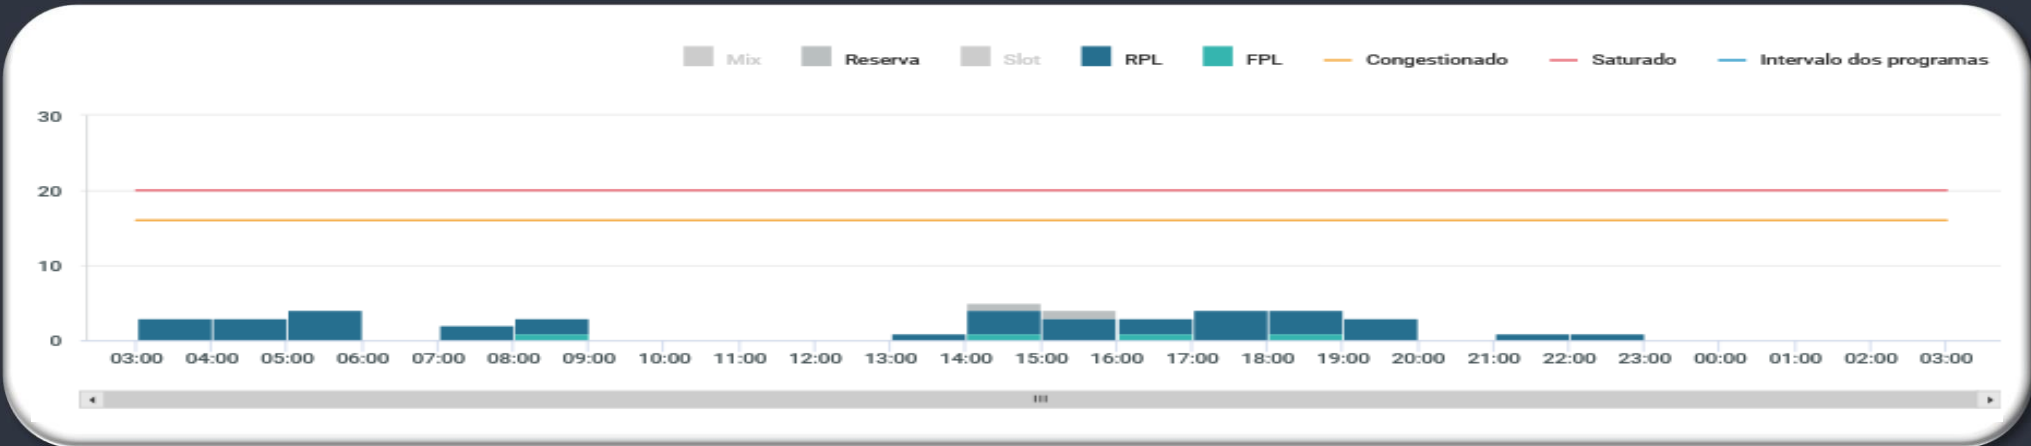 Mix Reserva Slot RPL FPL Congestionado Saturado Intervalo dos programas
30
20
10
0
03:00 04:00 05:00 06:00 07:00 08:00 09:00 10:00 11:00 12:00 13:00 14:00 15:00 16:00 17:00 18:00 19:00 20:00 21:00 22:00 23:00 00:00 01:00 02:00 03:00